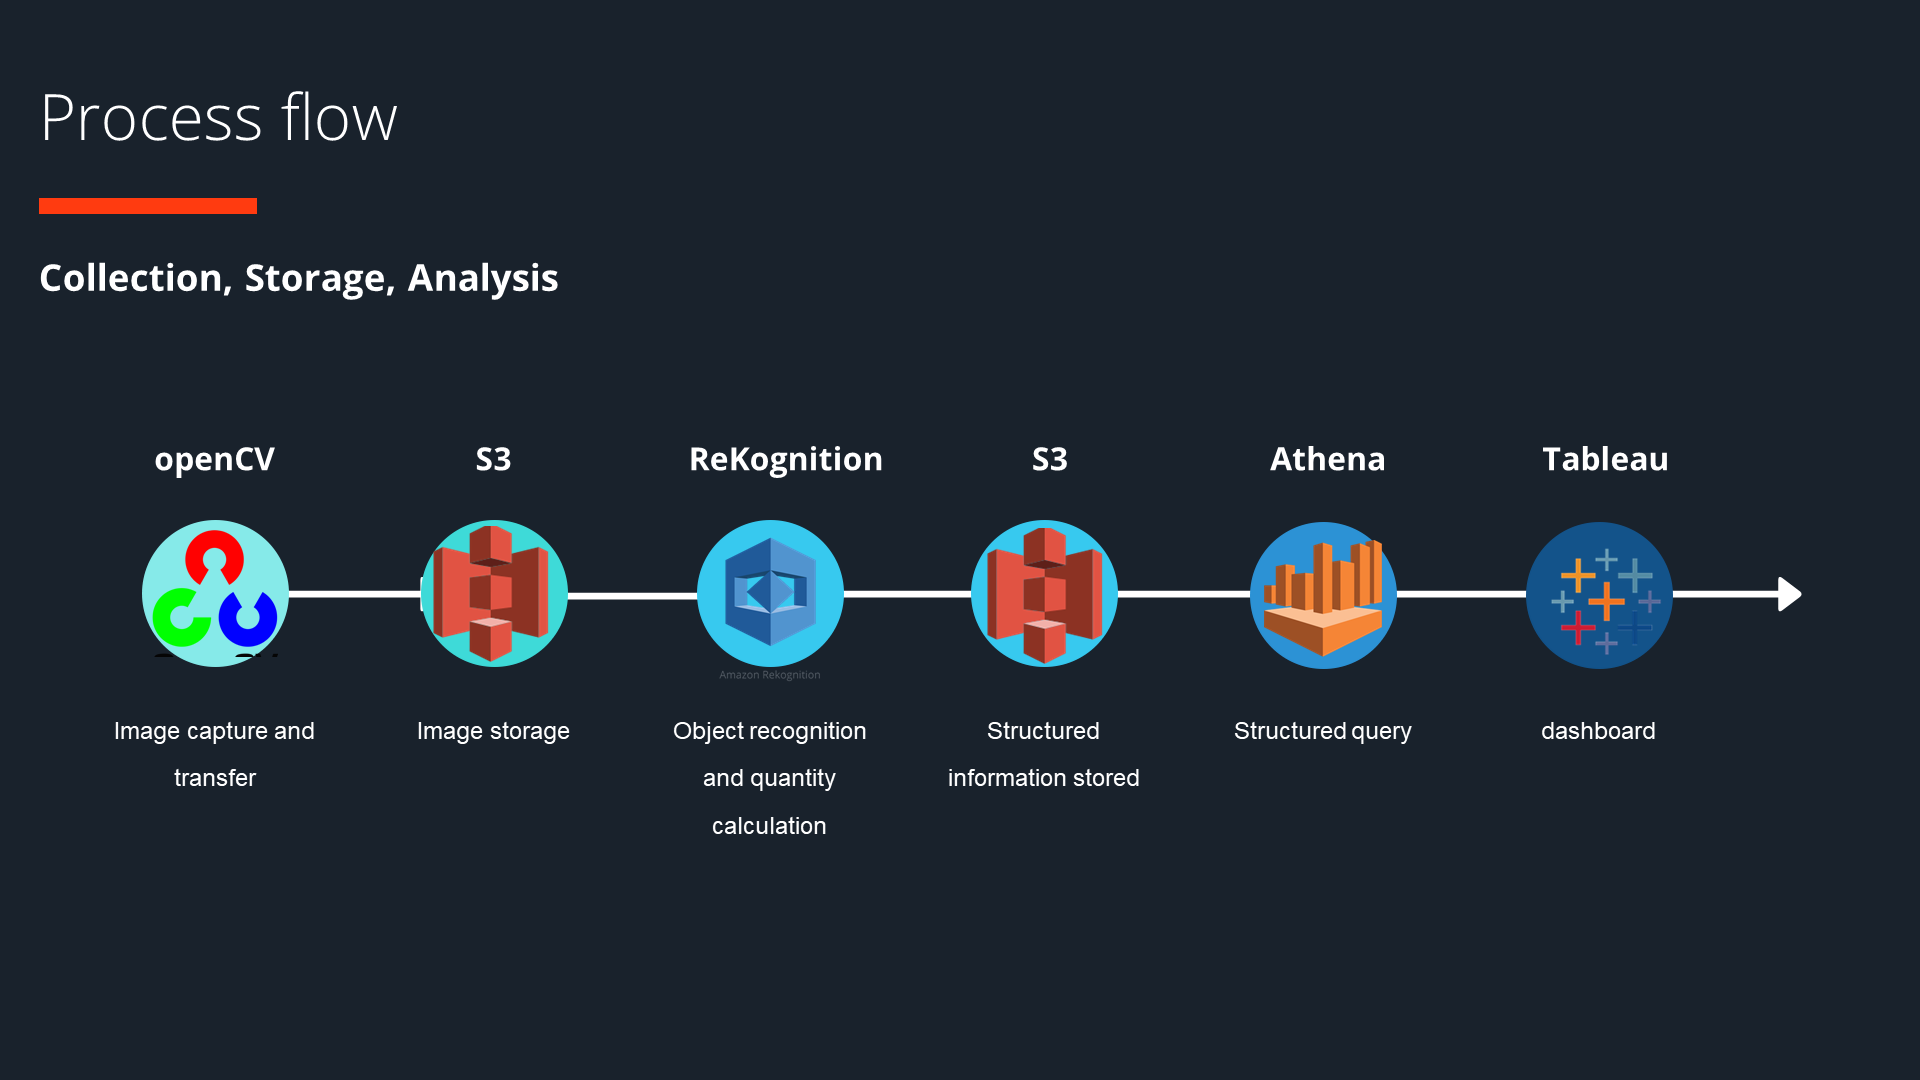 Process flow
Collection, Storage, Analysis
openCV
S3
ReKognition
S3
Athena
Tableau
Amazon Rekognition
Image capture and
transfer
Image storage
Object recognition
and quantity
calculation
Structured
information stored
Structured query
dashboard